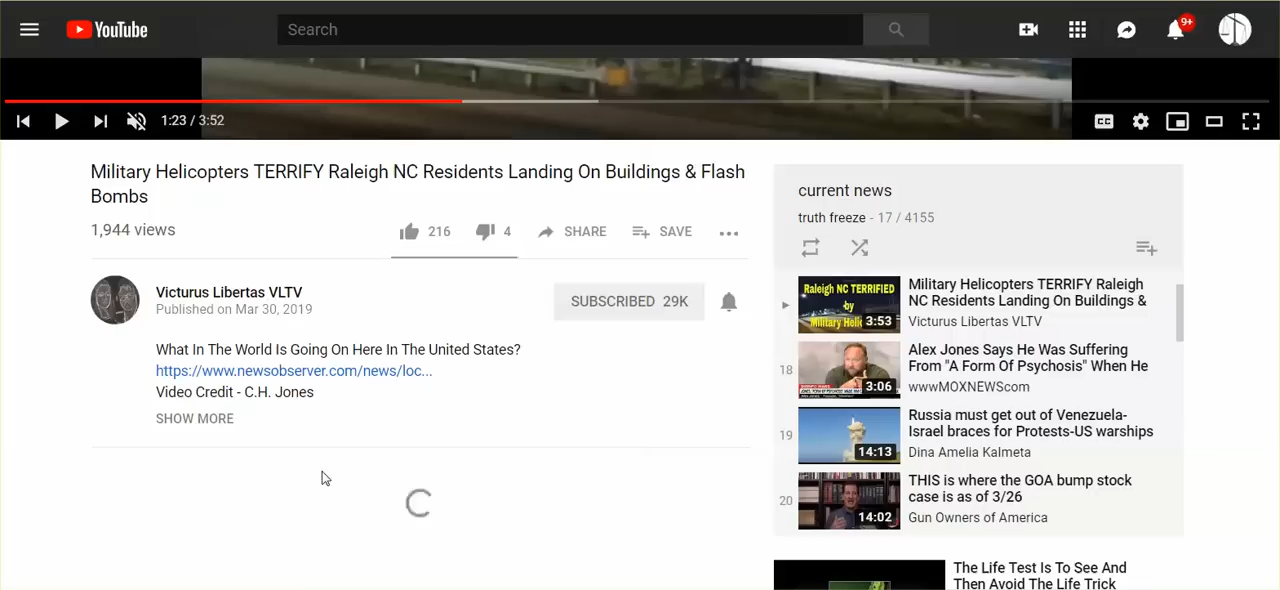 YouTube
Search
9+
1:23 / 3:52
CC
Military Helicopters TERRIFY Raleigh NC Residents Landing On Buildings & Flash
Bombs
1,944 views
216
4
SHARE
SAVE
Victurus Libertas VLTV
Published on Mar 30, 2019
SUBSCRIBED 29K
What In The World Is Going On Here In The United States?
https://www.newsobserver.com/news/loc...
Video Credit - C.H. Jones
SHOW MORE
current news
truth freeze - 17 / 4155
Raleigh NC TERRIFIED
by
Military
3:53
Military Helicopters TERRIFY Raleigh
NC Residents Landing On Buildings &
Victurus Libertas VLTV
18
3:06
Alex Jones Says He Was Suffering
From "A Form Of Psychosis" When He
wwwMOXNEWScom
19
14:13
Russia must get out of Venezuela-
Israel braces for Protests-US warships
Dina Amelia Kalmeta
20
14:02
THIS is where the GOA bump stock
case is as of 3/26
Gun Owners of America
The Life Test Is To See And
Then Avoid The Life Trick